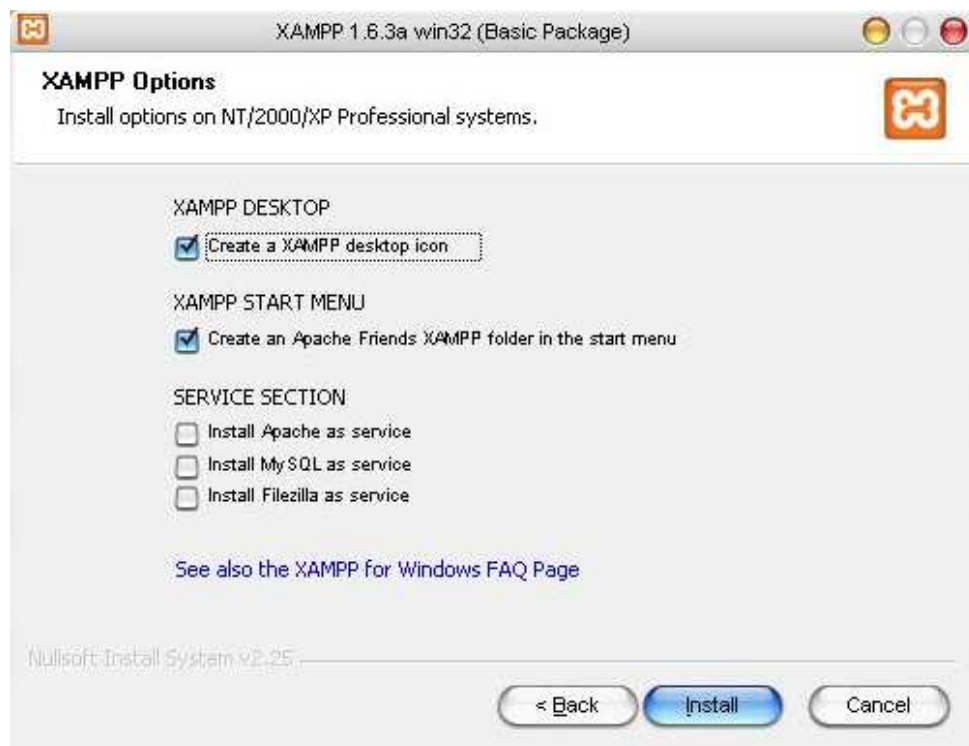 XAMPP 1.6.3a win32 (Basic Package)
XAMPP Options
Install options on NT/2000/XP Professional systems.
XAMPP DESKTOP
Create a XAMPP desktop icon
XAMPP START MENU
Create an Apache Friends XAMPP folder in the start menu
SERVICE SECTION
Install Apache as service
Install MySQL as service
Install Filezilla as service
See also the XAMPP for Windows FAQ Page
Nullsoft Install System v2.25
< Back
Install
Cancel